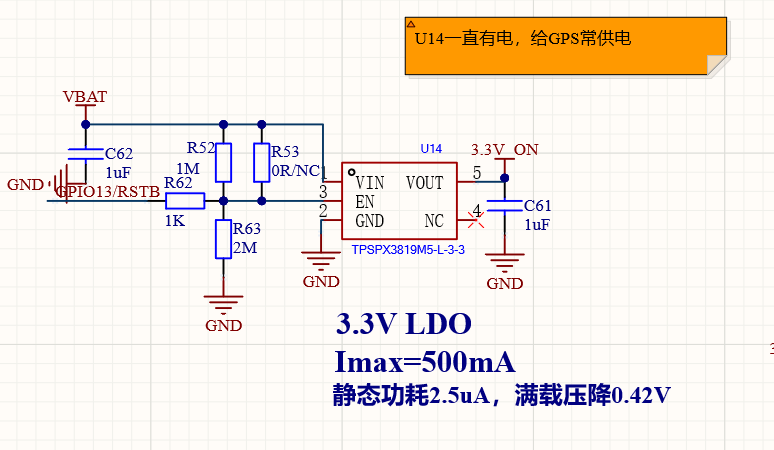 U14一直有电，给GPS常供电
VBAT
C62
1uF
GND
GPIO13/RSTB
R62
1K
R52
1M
R53
0R/NC
R63
2M
GND
U14
1
VIN
VOUT
5
3
EN
2
GND
NC
4
TPSPX3819M5-L-3-3
GND
3.3V_ON
C61
1uF
GND
3.3V LDO
Imax=500mA
静态功耗2.5uA，满载压降0.42V